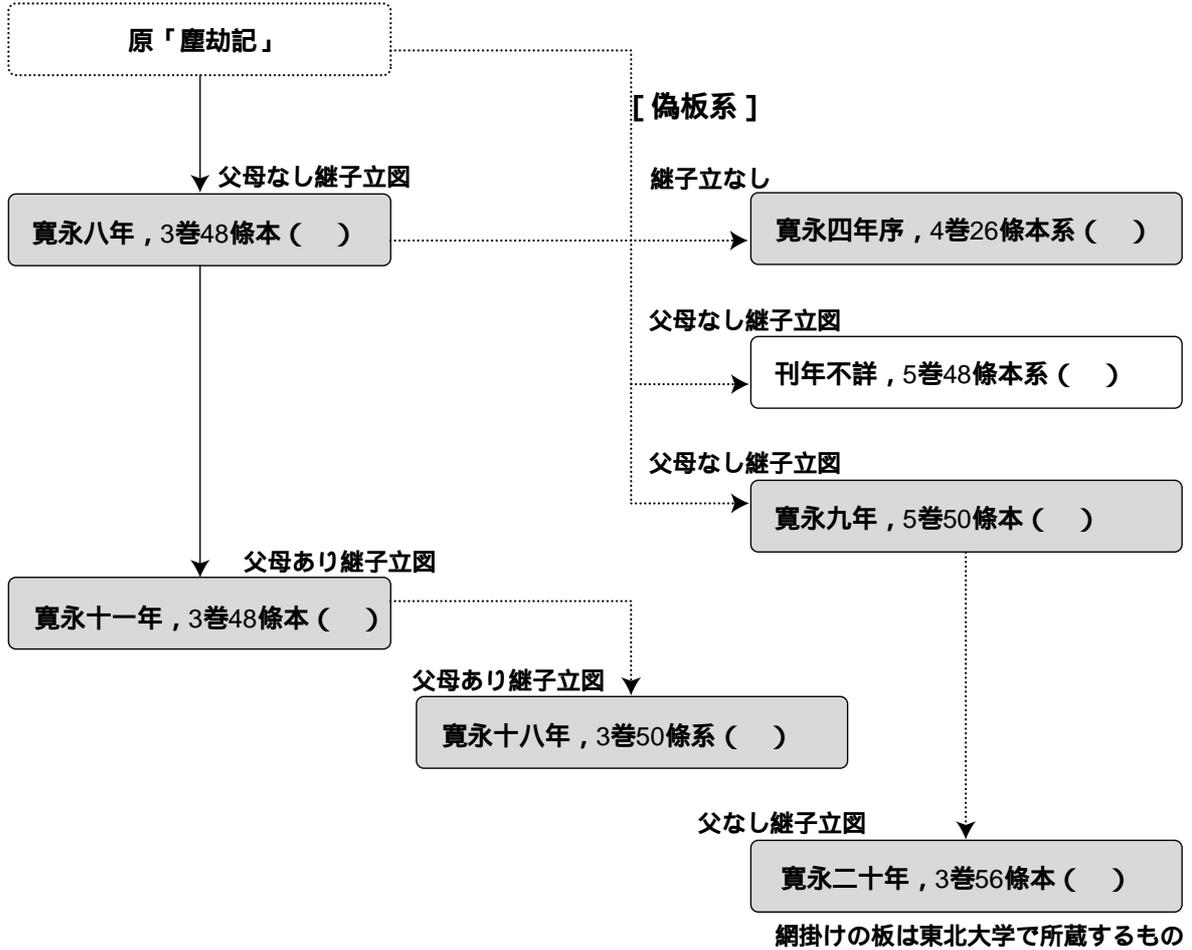 原「塵劫記」
[偽板系]
父母なし継子立図
寛永八年，3巻48條本（　）
継子立なし
寛永四年序，4巻26條本系（　）
父母なし継子立図
刊年不詳，5巻48條本系（　）
父母なし継子立図
寛永九年，5巻50條本（　）
父母あり継子立図
寛永十一年，3巻48條本（　）
父母あり継子立図
寛永十八年，3巻50條系（　）
父なし継子立図
寛永二十年，3巻56條本（　）
網掛けの板は東北大学で所蔵するもの